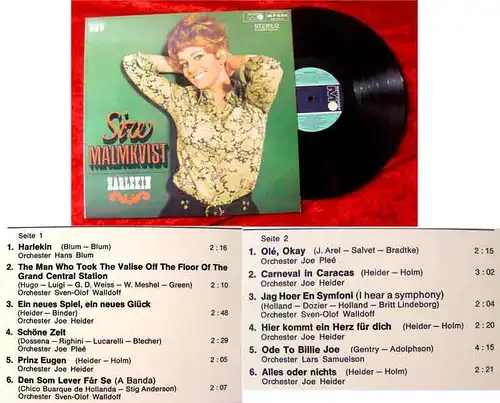 STEREO
Siw
MALMKVIST
HARLEKIN
Seite 1
1. Harlekin (Blum – Blum) 2:16
Orchester Hans Blum
2. The Man Who Took The Valise Off The Floor Of The
Grand Central Station
(Hugo – Luigi – G. D. Weiss – W. Meshel – Green) 2:10
Orchester Sven-Olof Walldoff
3. Ein neues Spiel, ein neues Glück
(Heider – Binder) 2:48
Orchester Joe Heider
4. Schöne Zeit
(Dossena – Righini – Lucarelli – Blecher) 2:29
Orchester Joe Pleé
5. Prinz Eugen (Heider – Holm) 2:05
Orchester Joe Heider
6. Den Som Lever Får Se (A Banda)
(Chico Buarque de Hollanda – Stig Anderson) 2:07
Orchester Sven-Olof Walldoff
Seite 2
1. Olé, Okay (J. Arel – Salvet – Bradtke) 2:15
Orchester Joe Pleé
2. Carneval in Caracas (Heider – Holm) 3:02
Orchester Joe Heider
3. Jag Hoer En Symfoni (I hear a symphony)
(Holland – Dozier – Holland – Britt Lindeborg) 2:04
Orchester Sven-Olof Walldoff
4. Hier kommt ein Herz für dich (Heider – Holm) 2:20
Orchester Joe Heider
5. Ode To Billie Joe (Gentry – Adolphson) 4:15
Orchester Lars Samuelson
6. Alles oder nichts (Heider – Holm) 2:21
Orchester Joe Heider